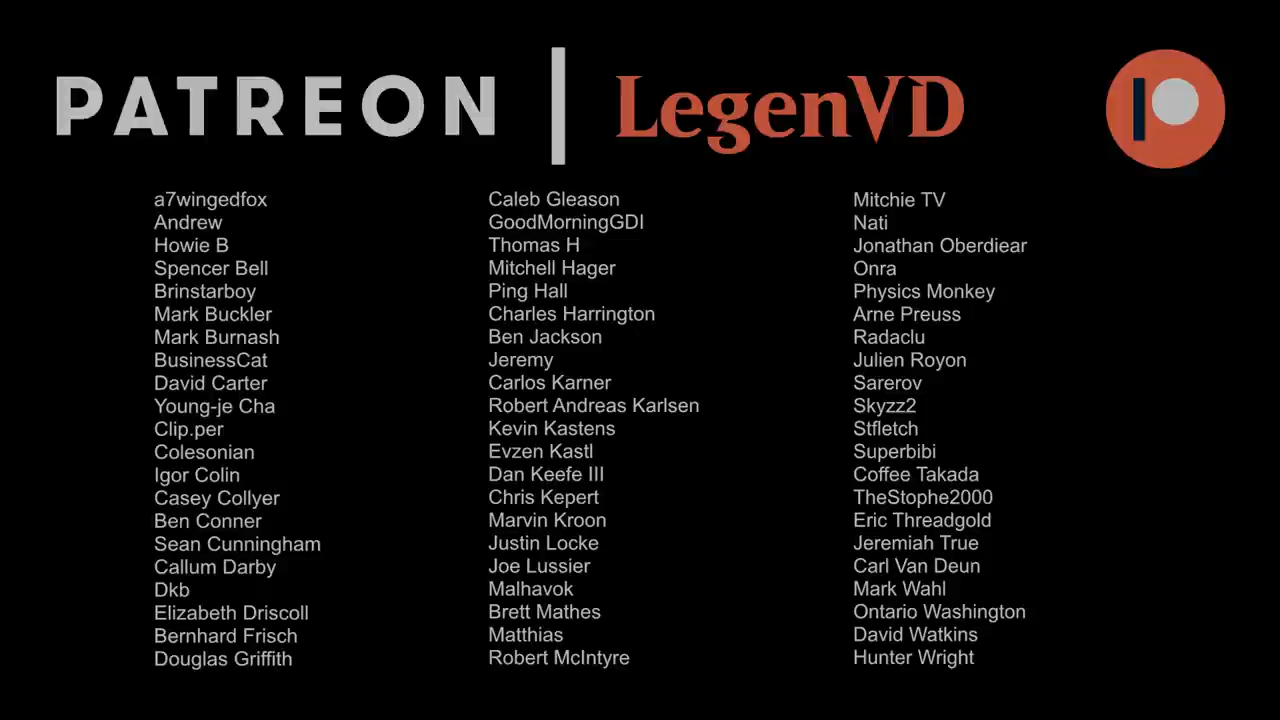 PATREON | LegenVD
a7wingedfox
Andrew
Howie B
Spencer Bell
Brinstarboy
Mark Buckler
Mark Burnash
BusinessCat
David Carter
Young-je Cha
Clip.per
Colesonian
Igor Colin
Casey Collyer
Ben Conner
Sean Cunningham
Callum Darby
Dkb
Elizabeth Driscoll
Bernhard Frisch
Douglas Griffith
Caleb Gleason
GoodMorningGDI
Thomas H
Mitchell Hager
Ping Hall
Charles Harrington
Ben Jackson
Jeremy
Carlos Karner
Robert Andreas Karlsen
Kevin Kastens
Evzen Kastl
Dan Keefe III
Chris Kepert
Marvin Kroon
Justin Locke
Joe Lussier
Malhavok
Brett Mathes
Matthias
Robert McIntyre
Mitchie TV
Nati
Jonathan Oberdiear
Onra
Physics Monkey
Arne Preuss
Radaclu
Julien Royon
Sarerov
Skyzz2
Stfletch
Superbibi
Coffee Takada
TheStophe2000
Eric Threadgold
Jeremiah True
Carl Van Deun
Mark Wahl
Ontario Washington
David Watkins
Hunter Wright